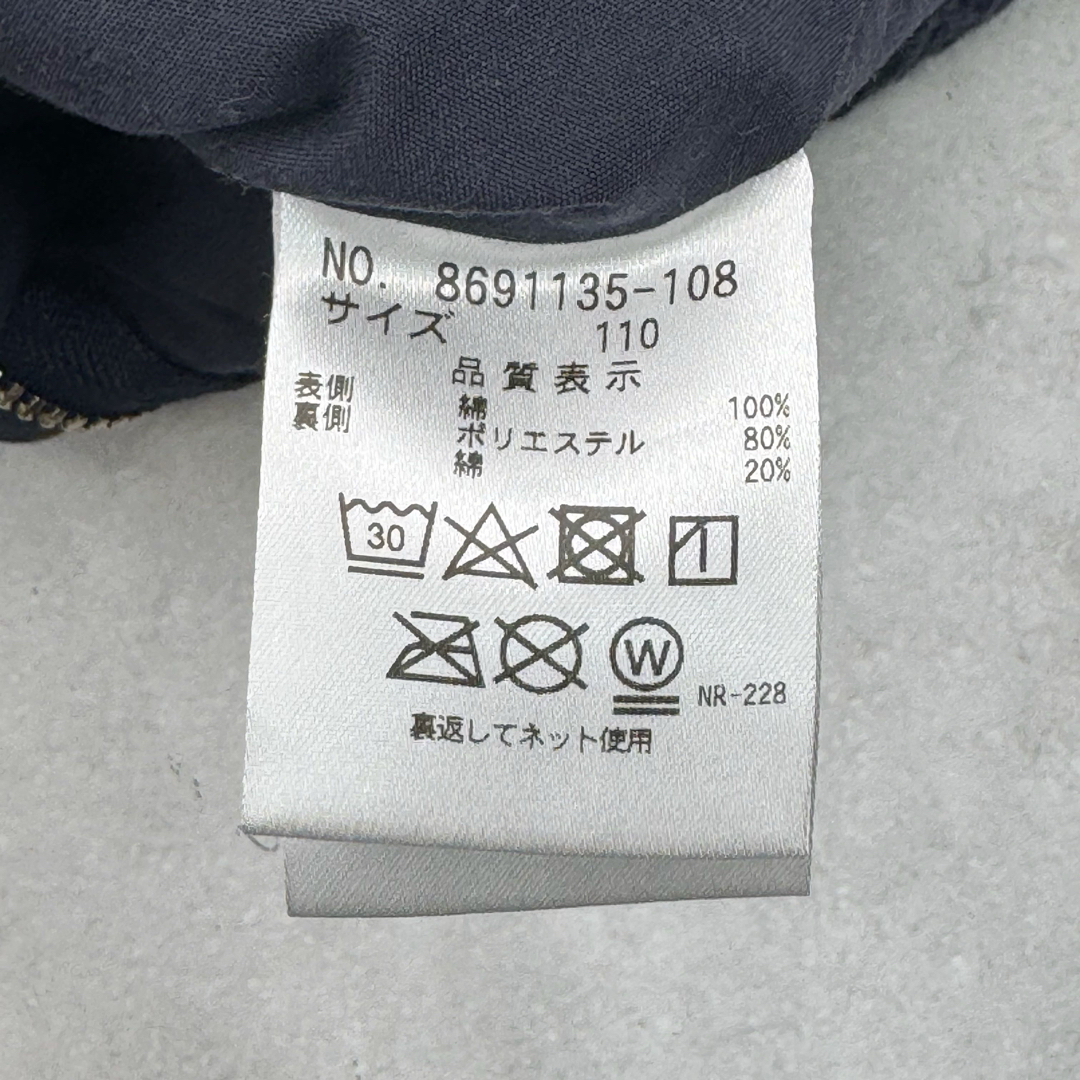 NO. 8691135-108
サイズ 110
品質表示
表側 綿 100%
裏側 ポリエステル 80%
綿 20%
30
W NR-228
裏返してネット使用